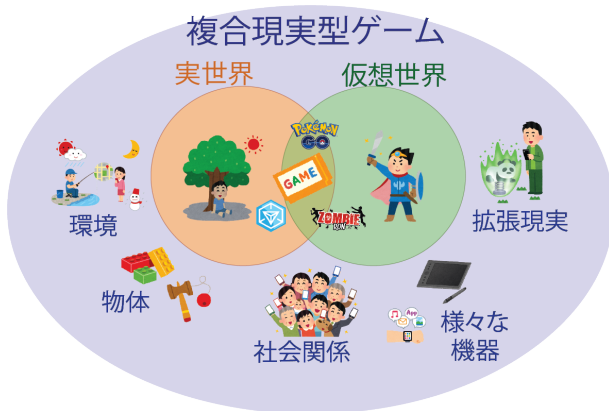 複合現実型ゲーム
実世界
仮想世界
POKÉMON
GO
GAME
ZOMBIE
RUN
環境
拡張現実
物体
社会関係
App
様々な
機器